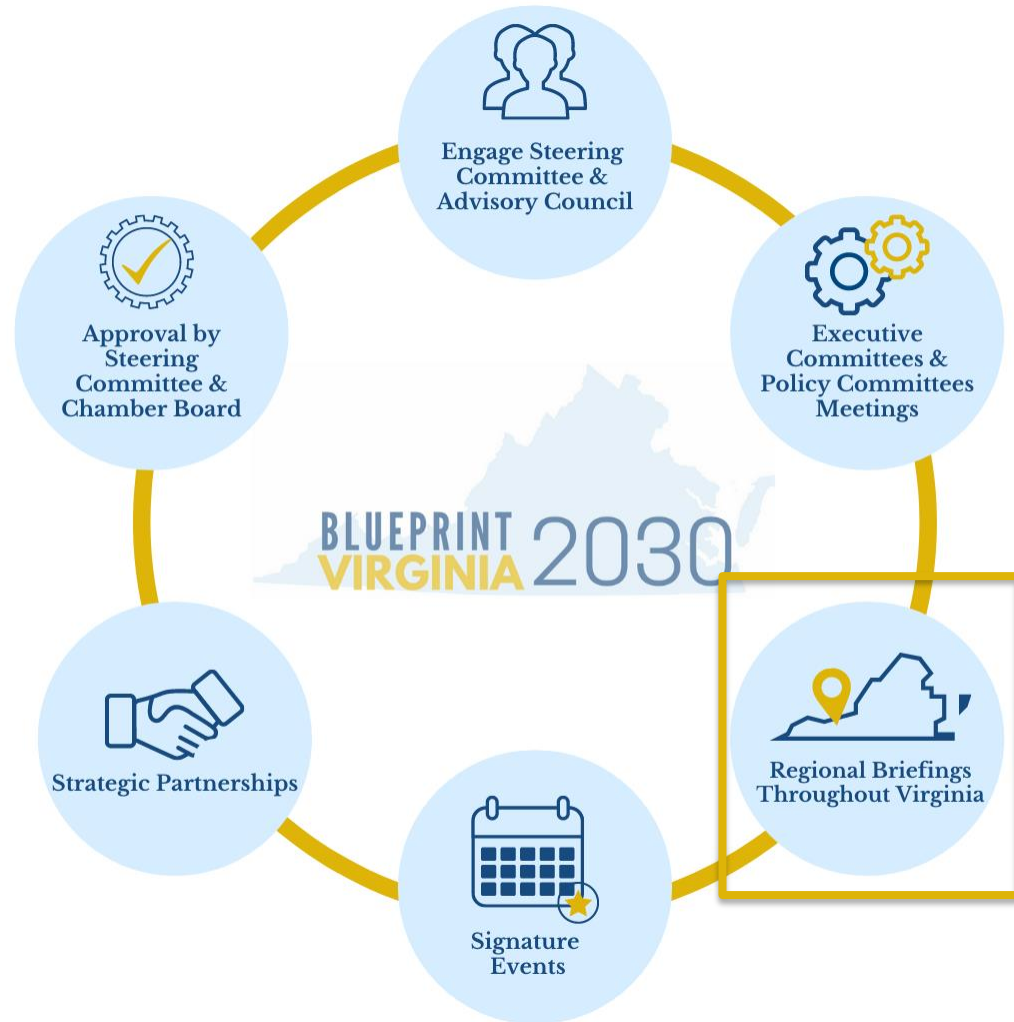 Engage Steering
Committee &
Advisory Council
Executive
Committees &
Policy Committees
Meetings
Regional Briefings
Throughout Virginia
Signature
Events
Strategic Partnerships
Approval by
Steering
Committee &
Chamber Board
BLUEPRINT
VIRGINIA 2030